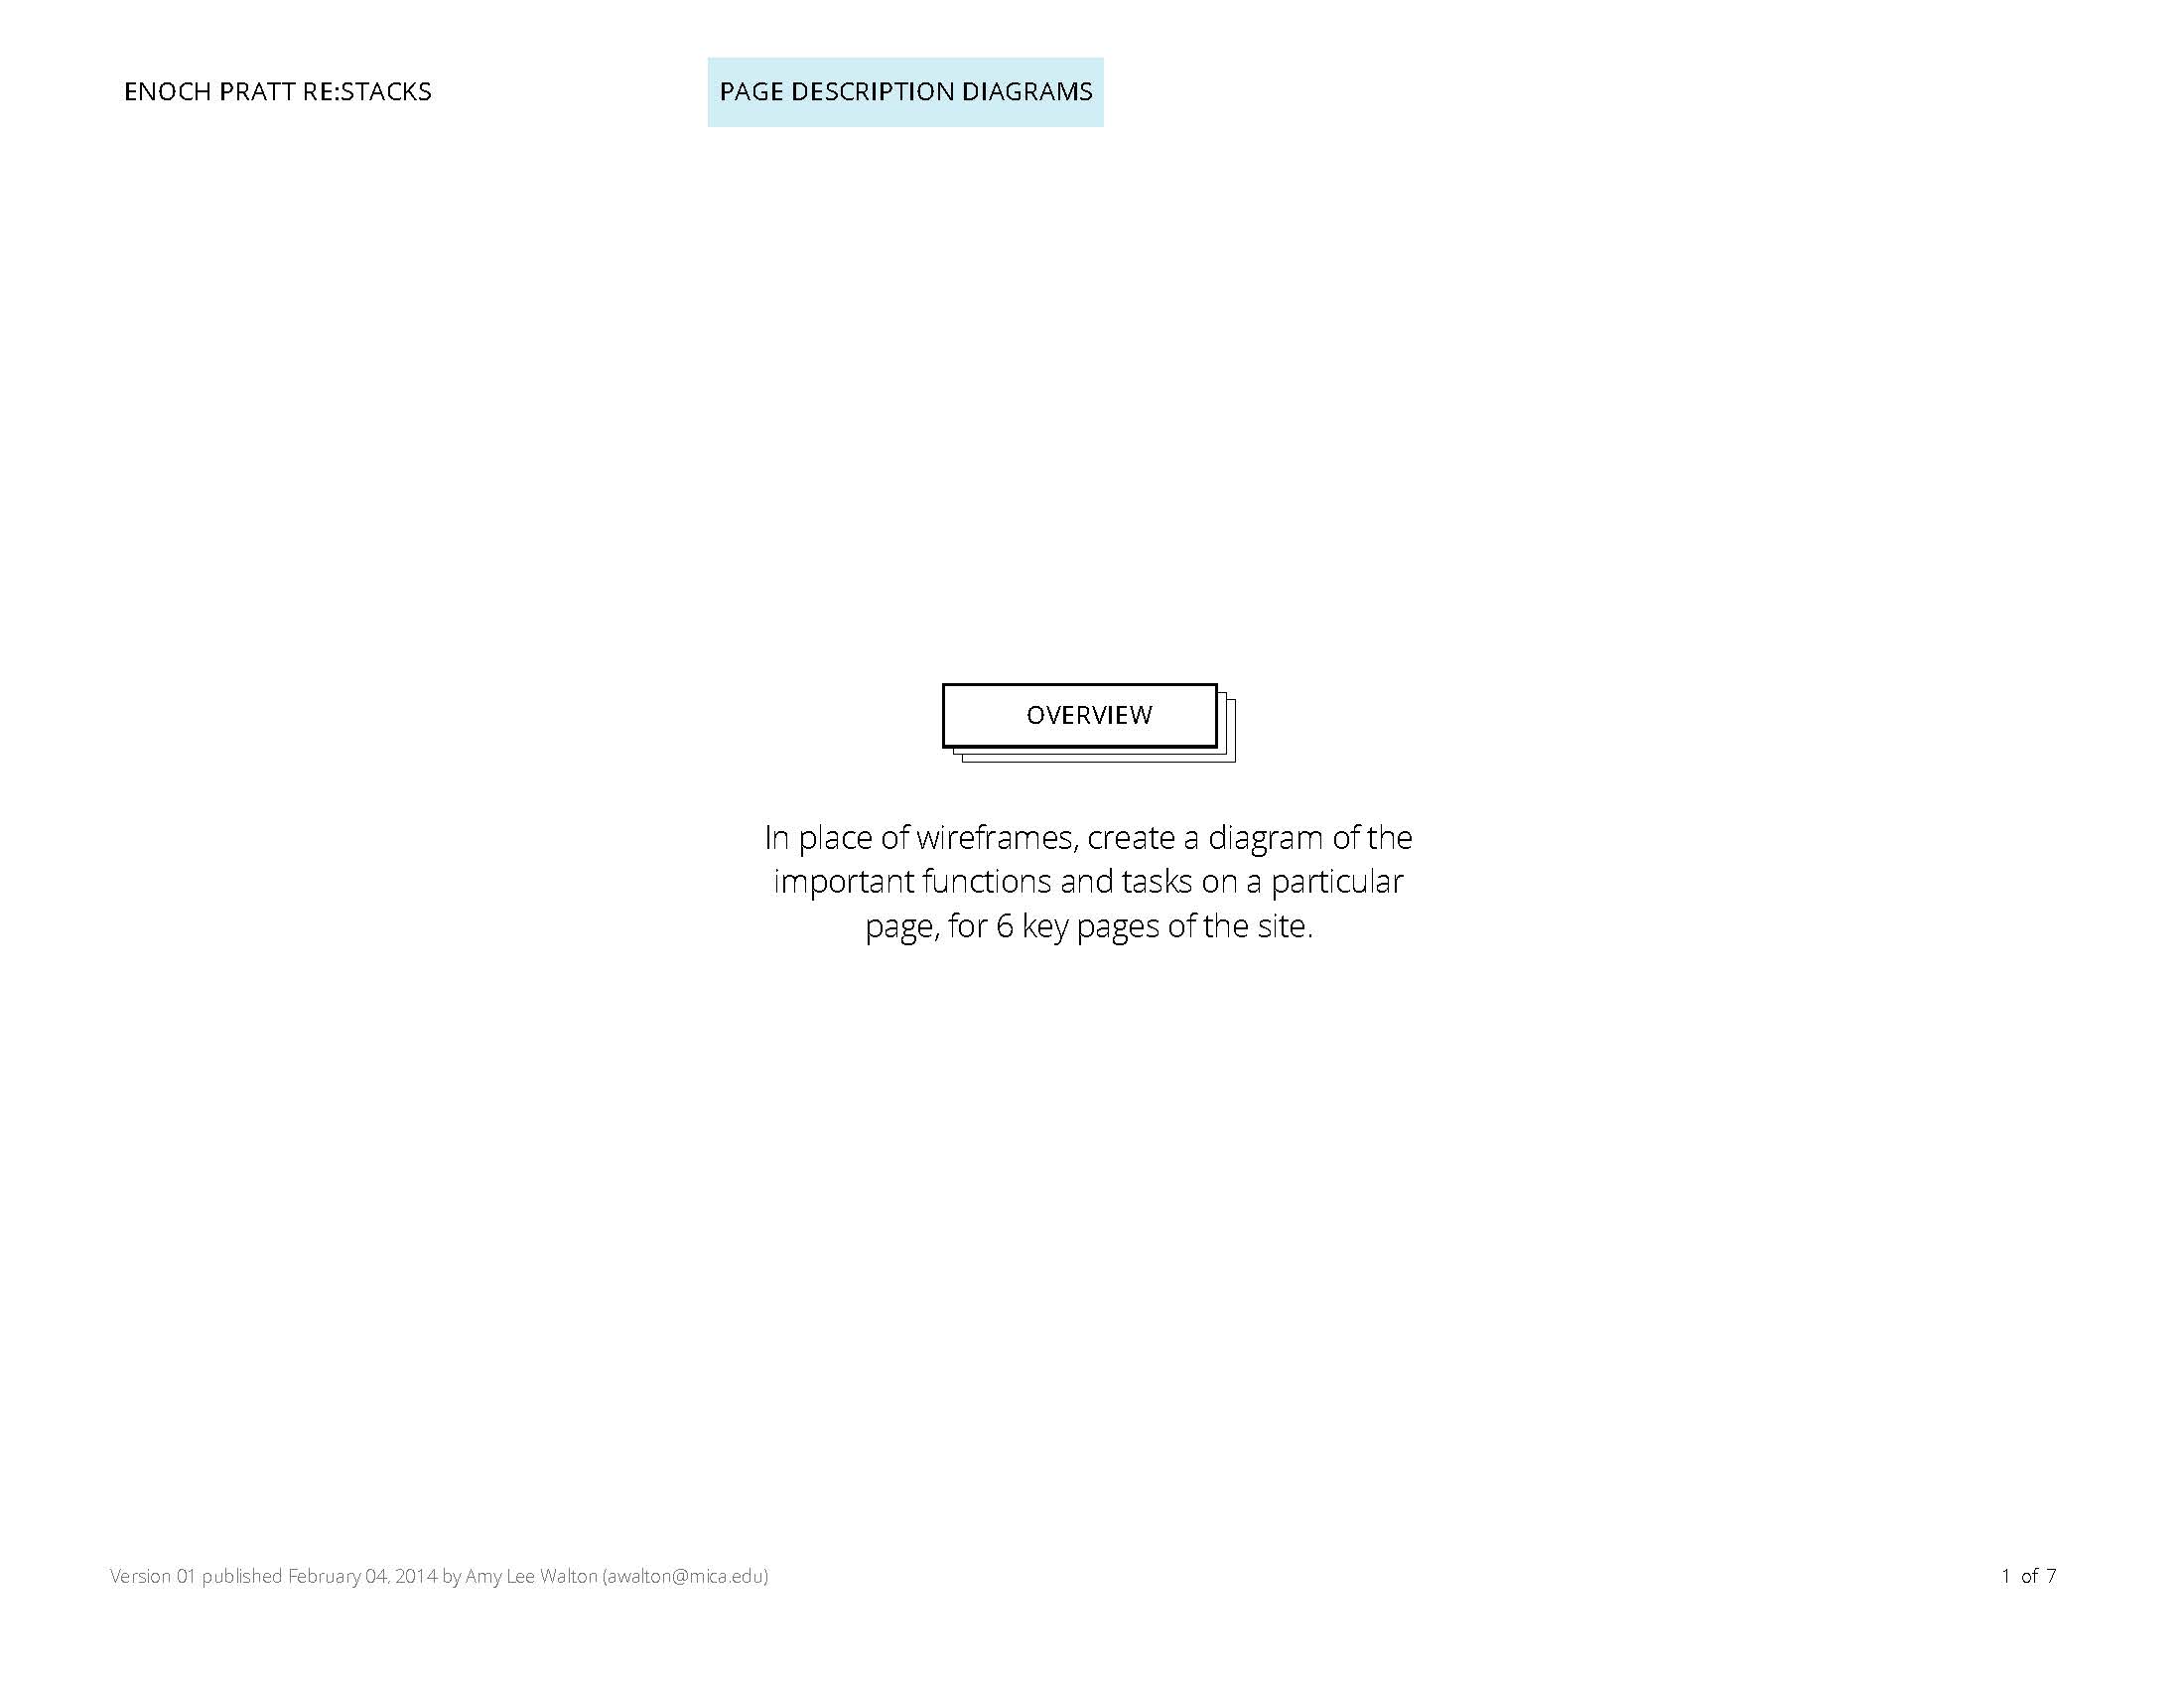 ENOCH PRATT RE:STACKS
PAGE DESCRIPTION DIAGRAMS
OVERVIEW
In place of wireframes, create a diagram of the
important functions and tasks on a particular
page, for 6 key pages of the site.
Version 01 published February 04, 2014 by Amy Lee Walton (awalton@mica.edu)
1 of 7